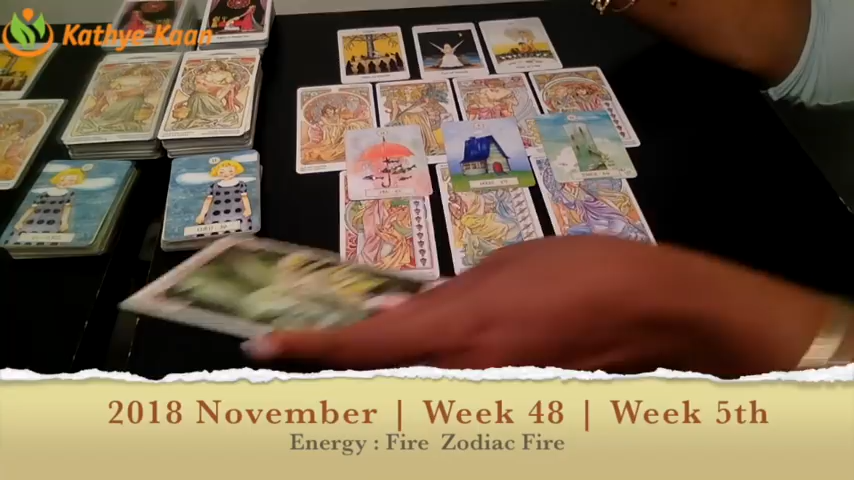 Kathye Kaan
2018 November | Week 48 | Week 5th
Energy : Fire Zodiac Fire